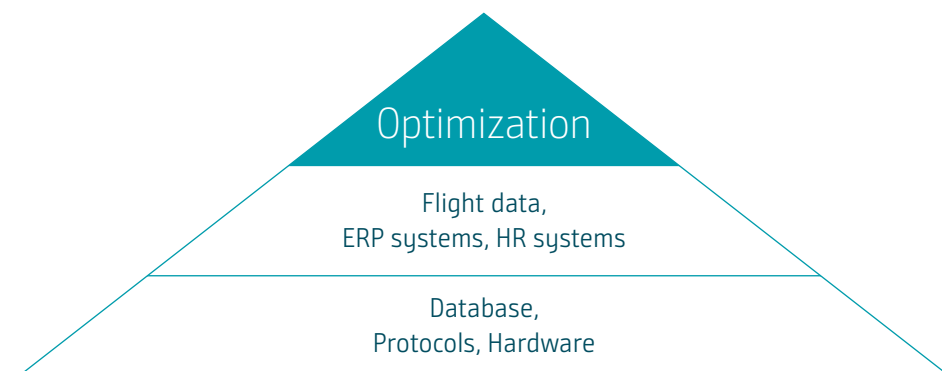 Optimization
Flight data,
ERP systems, HR systems
Database,
Protocols, Hardware